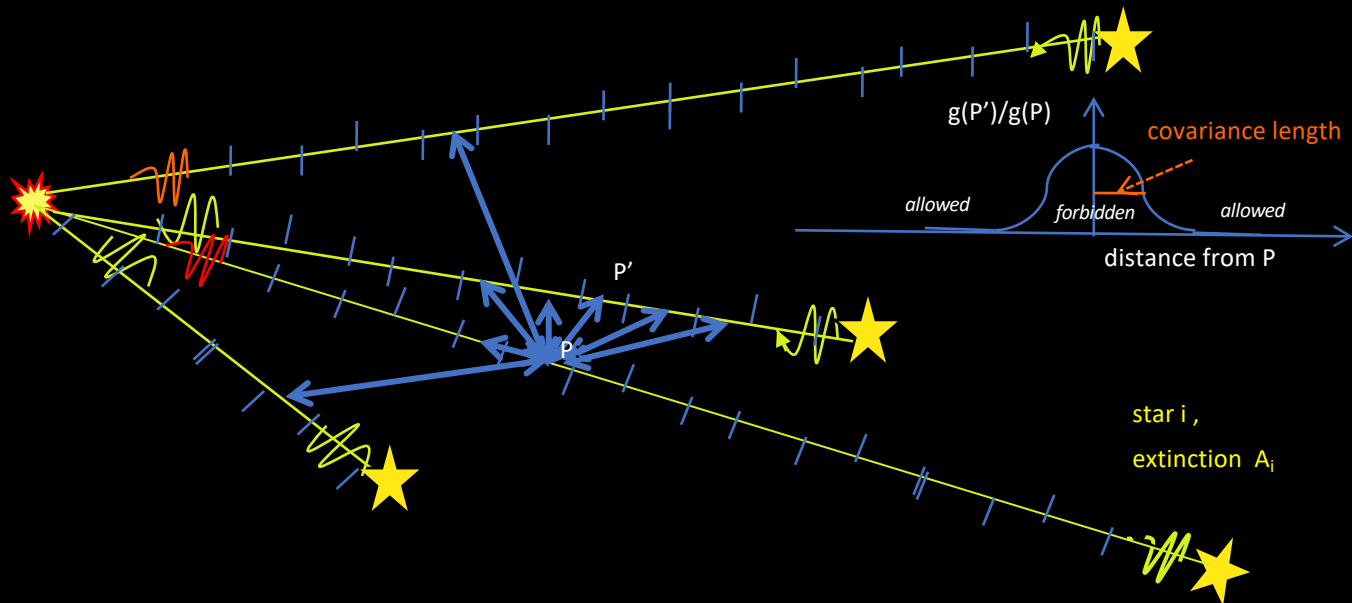 g(P’)/g(P)
covariance length
allowed
forbidden
allowed
distance from P
P’
P
star i ,
extinction Aᵢ